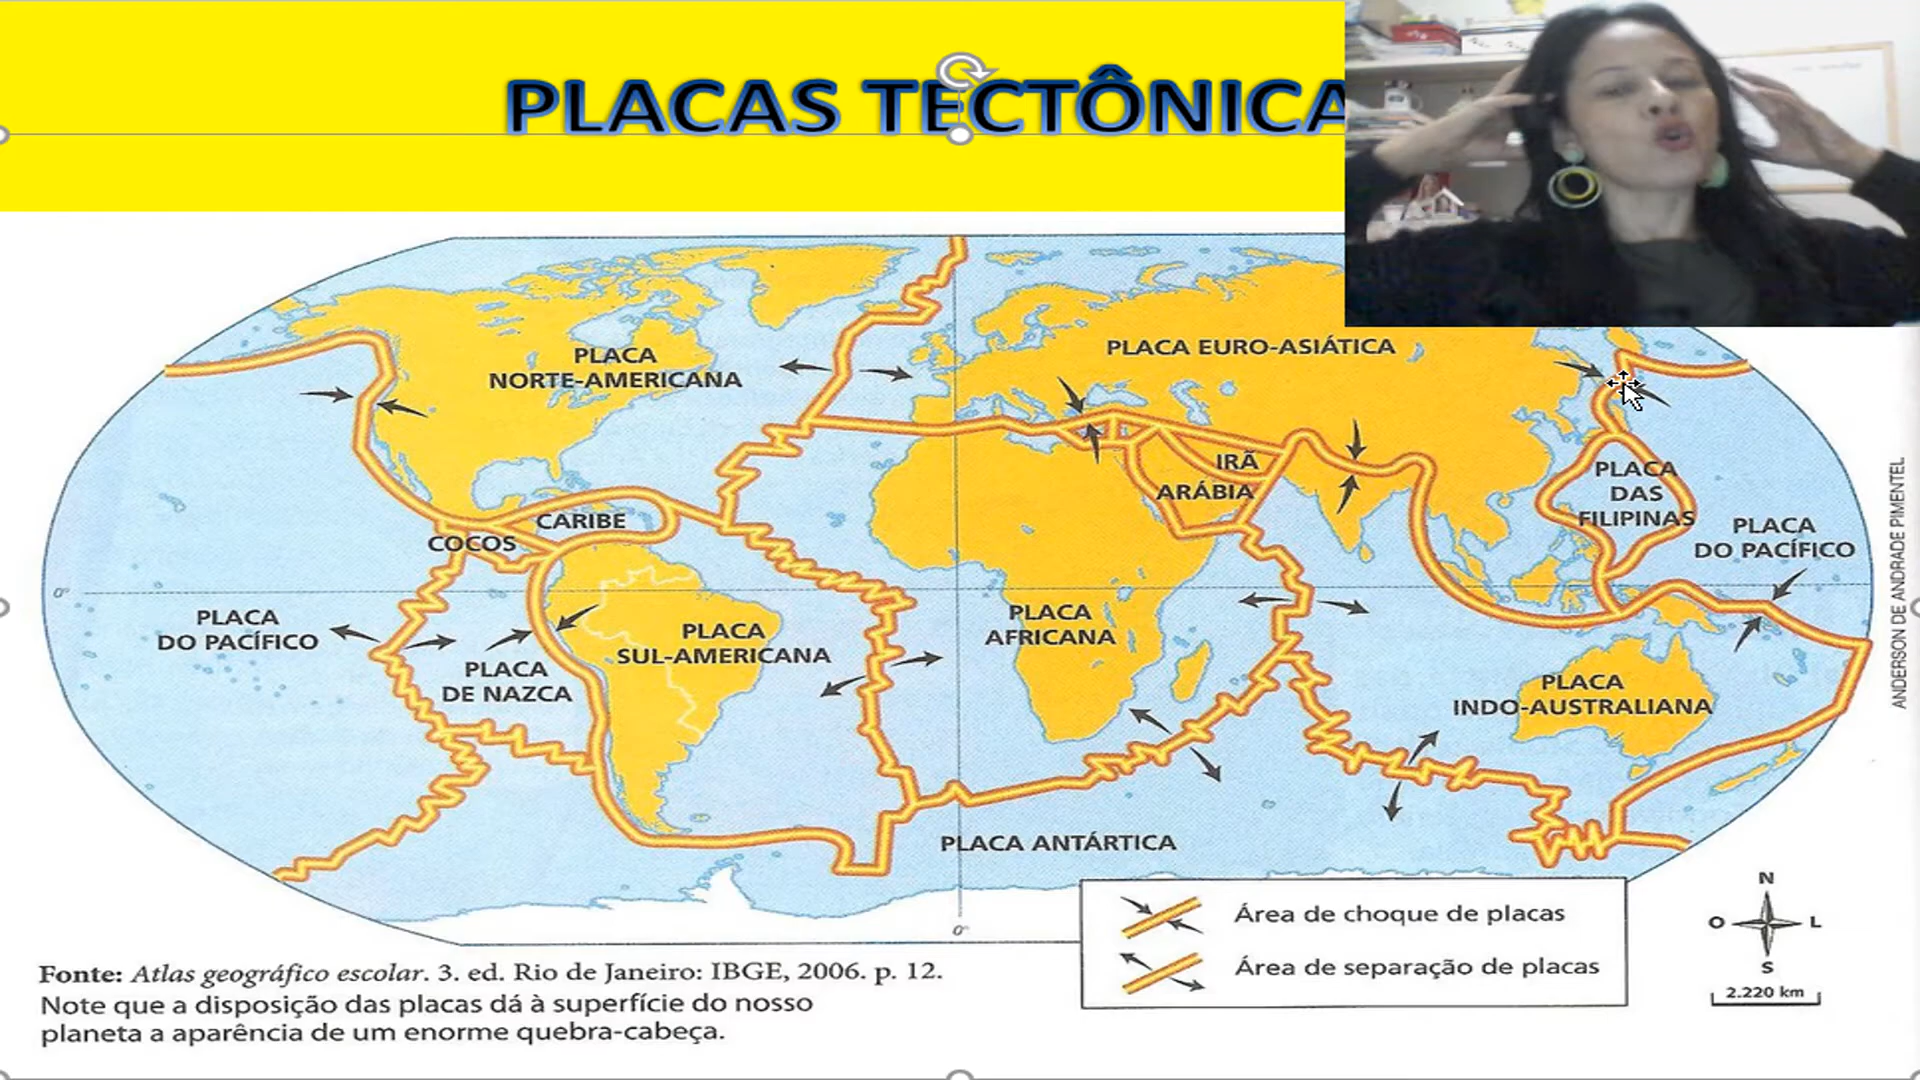 PLACAS TECTÔNICA
PLACA
NORTE-AMERICANA
PLACA EURO-ASIÁTICA
IRÃ
ARÁBIA
PLACA
DAS
FILIPINAS
PLACA
DO PACÍFICO
CARIBE
COCOS
0°
PLACA
DO PACÍFICO
PLACA
DE NAZCA
PLACA
SUL-AMERICANA
PLACA
AFRICANA
PLACA
INDO-AUSTRALIANA
PLACA ANTÁRTICA
0°
ANDERSON DE ANDRADE PIMENTEL
Área de choque de placas
Área de separação de placas
N
O
L
S
2.220 km
Fonte: Atlas geográfico escolar. 3. ed. Rio de Janeiro: IBGE, 2006. p. 12.
Note que a disposição das placas dá à superfície do nosso
planeta a aparência de um enorme quebra-cabeça.